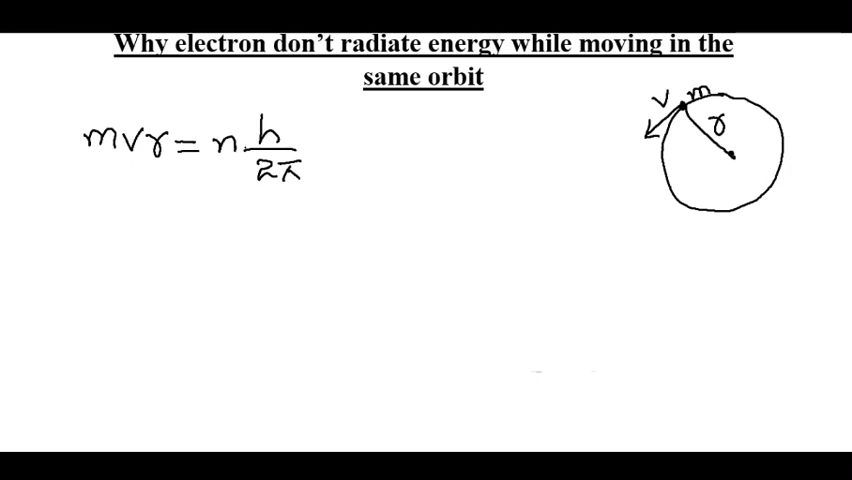 Why electron don't radiate energy while moving in the
same orbit
v m
r
mvr = n. h/2π